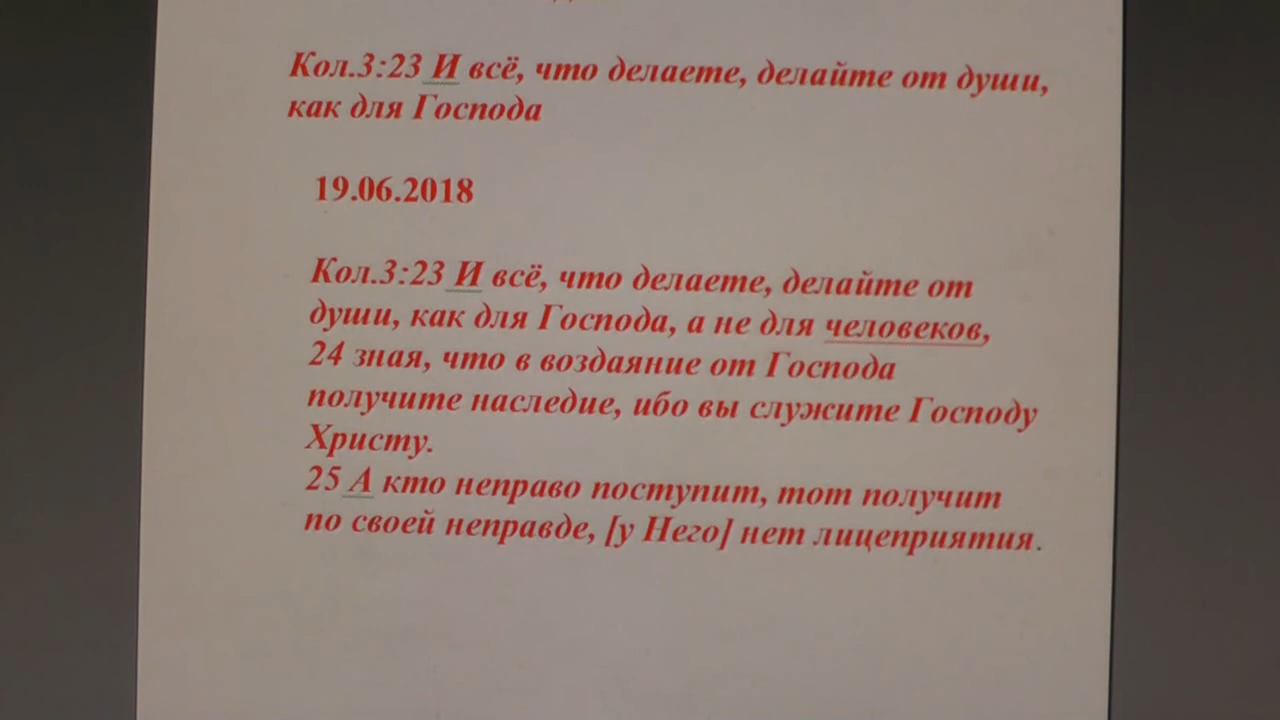 Кол.3:23 И всё, что делаете, делайте от души,
как для Господа
19.06.2018
Кол.3:23 И всё, что делаете, делайте от
души, как для Господа, а не для человеков,
24 зная, что в воздаяние от Господа
получите наследие, ибо вы служите Господу
Христу.
25 А кто неправо поступит, тот получит
по своей неправде, [у Него] нет лицеприятия.